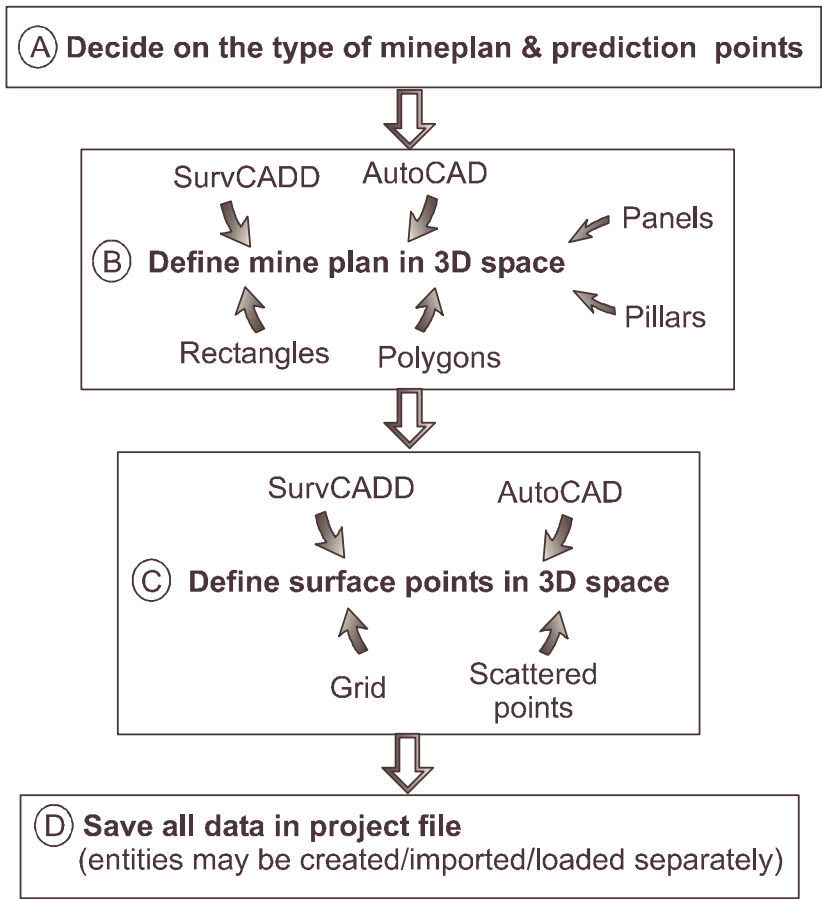 A Decide on the type of mineplan & prediction points
SurvCADD AutoCAD
Panels
B Define mine plan in 3D space
Pillars
Rectangles Polygons
SurvCADD AutoCAD
C Define surface points in 3D space
Grid Scattered
points
D Save all data in project file
(entities may be created/imported/loaded separately)